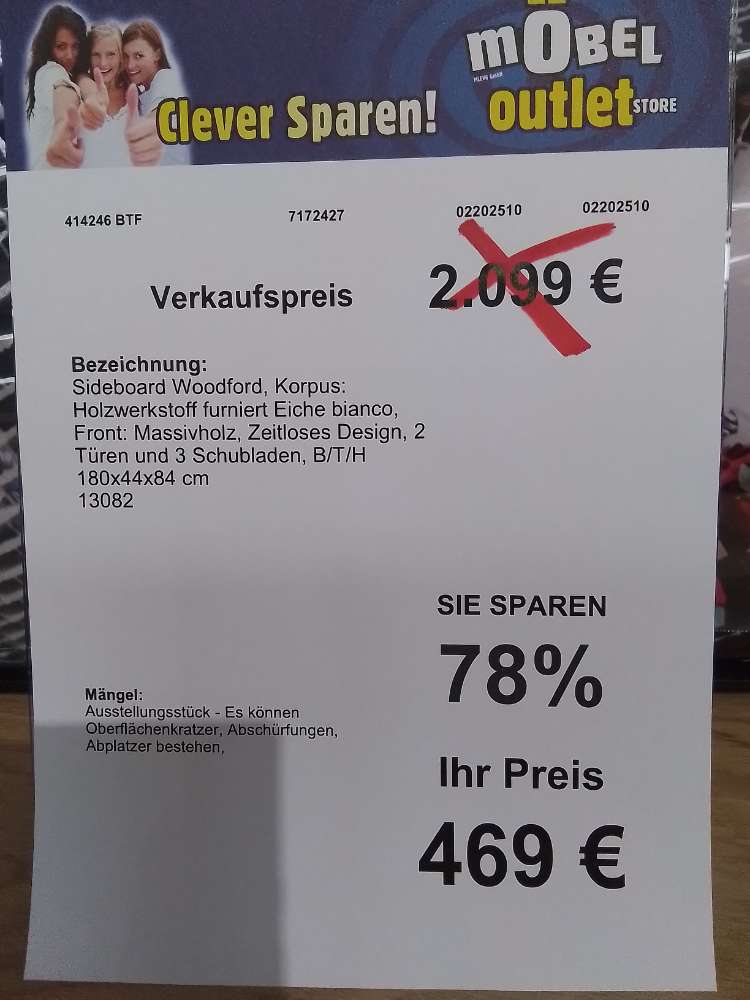 MÖBEL
outlet STORE
Clever Sparen!
414246 BTF 7172427 02202510 02202510
Verkaufspreis 2.099 €
Bezeichnung:
Sideboard Woodford, Korpus:
Holzwerkstoff furniert Eiche bianco,
Front: Massivholz, Zeitloses Design, 2
Türen und 3 Schubladen, B/T/H
180x44x84 cm
13082
SIE SPAREN
78%
Mängel:
Ausstellungsstück - Es können
Oberflächenkratzer, Abschürfungen,
Abplatzer bestehen,
Ihr Preis
469 €